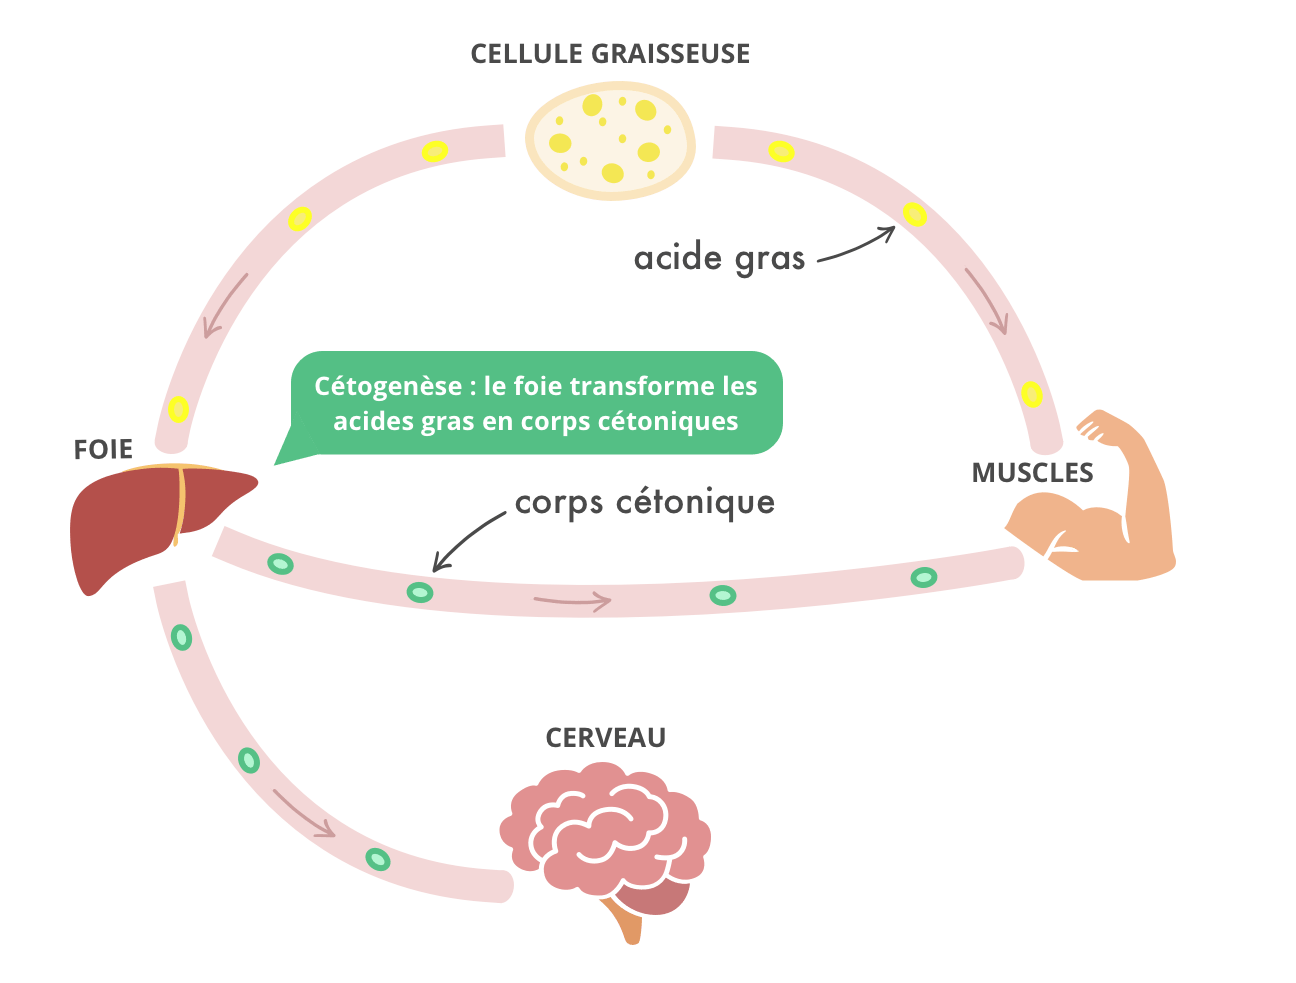 CELLULE GRAISSEUSE
acide gras
Cétogenèse : le foie transforme les
acides gras en corps cétoniques
FOIE
MUSCLES
corps cétonique
CERVEAU